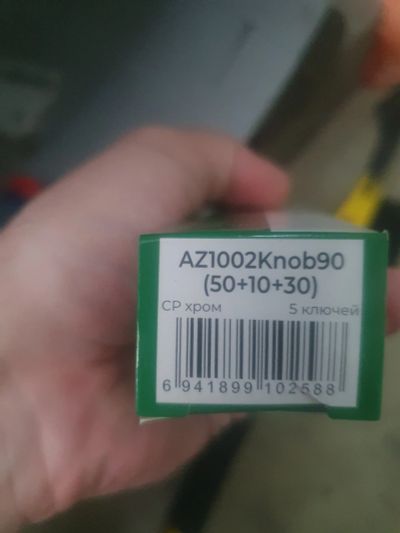 AZ1002Knob90
(50+10+30)
CP хром 5 ключей
6 941899 102588